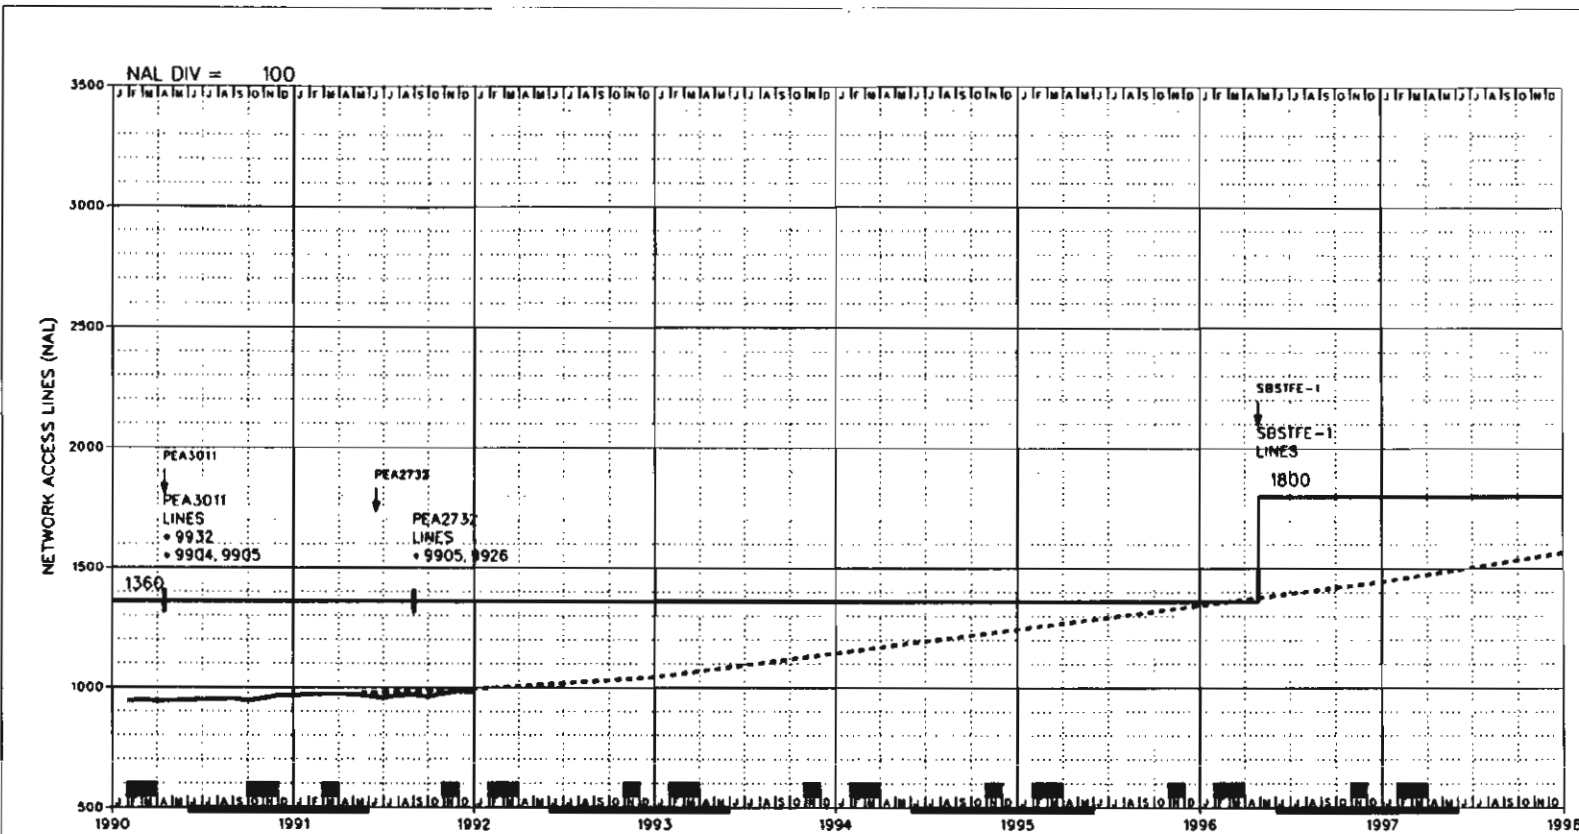 NAL DIV = 100
3500
J F M A M J J A S O N D J F M A M J J A S O N D J F M A M J J A S O N D J F M A M J J A S O N D J F M A M J J A S O N D J F M A M J J A S O N D J F M A M J J A S O N D J F M A M J J A S O N D
3000
2500
NETWORK ACCESS LINES (NAL)
SBSTFE-1
SBSTFE-1
LINES
2000
1800
PEA3011
PEA3011
LINES
• 9932
• 9904, 9905
PEA2732
PEA2732
LINES
• 9905, 9926
1500
1360
1000
500
J F M A M J J A S O N D J F M A M J J A S O N D J F M A M J J A S O N D J F M A M J J A S O N D J F M A M J J A S O N D J F M A M J J A S O N D J F M A M J J A S O N D J F M A M J J A S O N D
1990 1991 1992 1993 1994 1995 1996 1997 1998